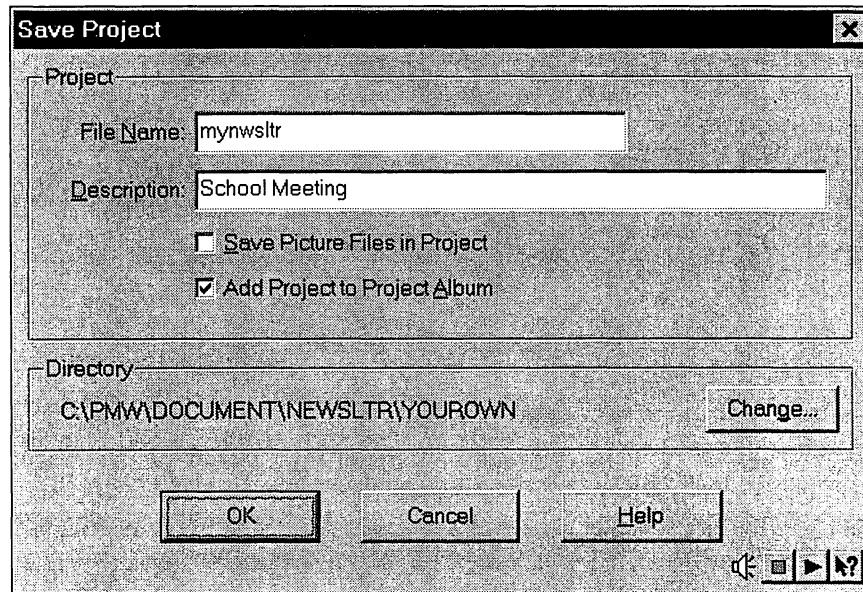 Save Project
Project
File Name: mynwsltr
Description: School Meeting
Save Picture Files in Project
Add Project to Project Album
Directory
C:\PMW\DOCUMENT\NEWSLTR\YOUROWN Change...
OK Cancel Help
?